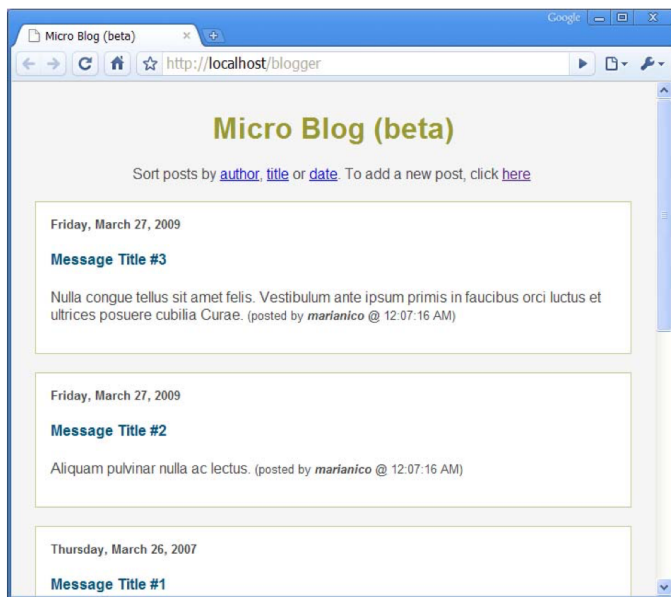 Google
Micro Blog (beta)
http://localhost/blogger
Micro Blog (beta)
Sort posts by author, title or date. To add a new post, click here
Friday, March 27, 2009
Message Title #3
Nulla congue tellus sit amet felis. Vestibulum ante ipsum primis in faucibus orci luctus et
ultrices posuere cubilia Curae. (posted by marianico @ 12:07:16 AM)
Friday, March 27, 2009
Message Title #2
Aliquam pulvinar nulla ac lectus. (posted by marianico @ 12:07:16 AM)
Thursday, March 26, 2007
Message Title #1